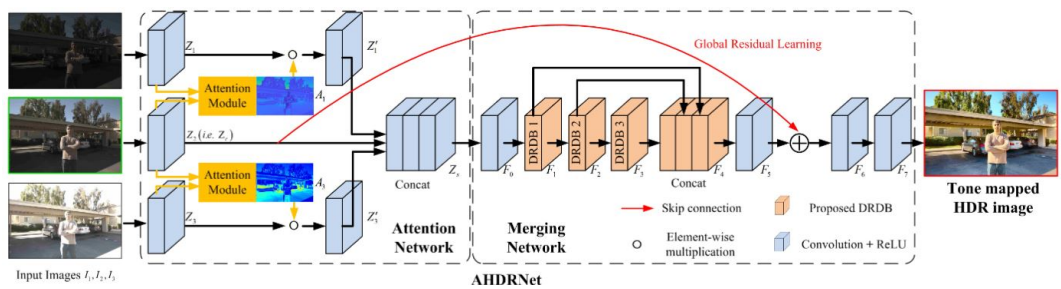 Z₁
Z₁′
Global Residual Learning
Attention
Module
A₁
Z₂(i.e. Zᵣ)
DRDB 1
DRDB 2
DRDB 3
Attention
Module
A₃
Concat
Zₛ
F₀
F₁
F₂
F₃
F₄
Concat
F₅
F₆
F₇
Tone mapped
HDR image
Z₃
Z₃′
Attention
Network
Merging
Network
Skip connection
Proposed DRDB
Element-wise
multiplication
Convolution + ReLU
Input Images I₁, I₂, I₃
AHDRNet